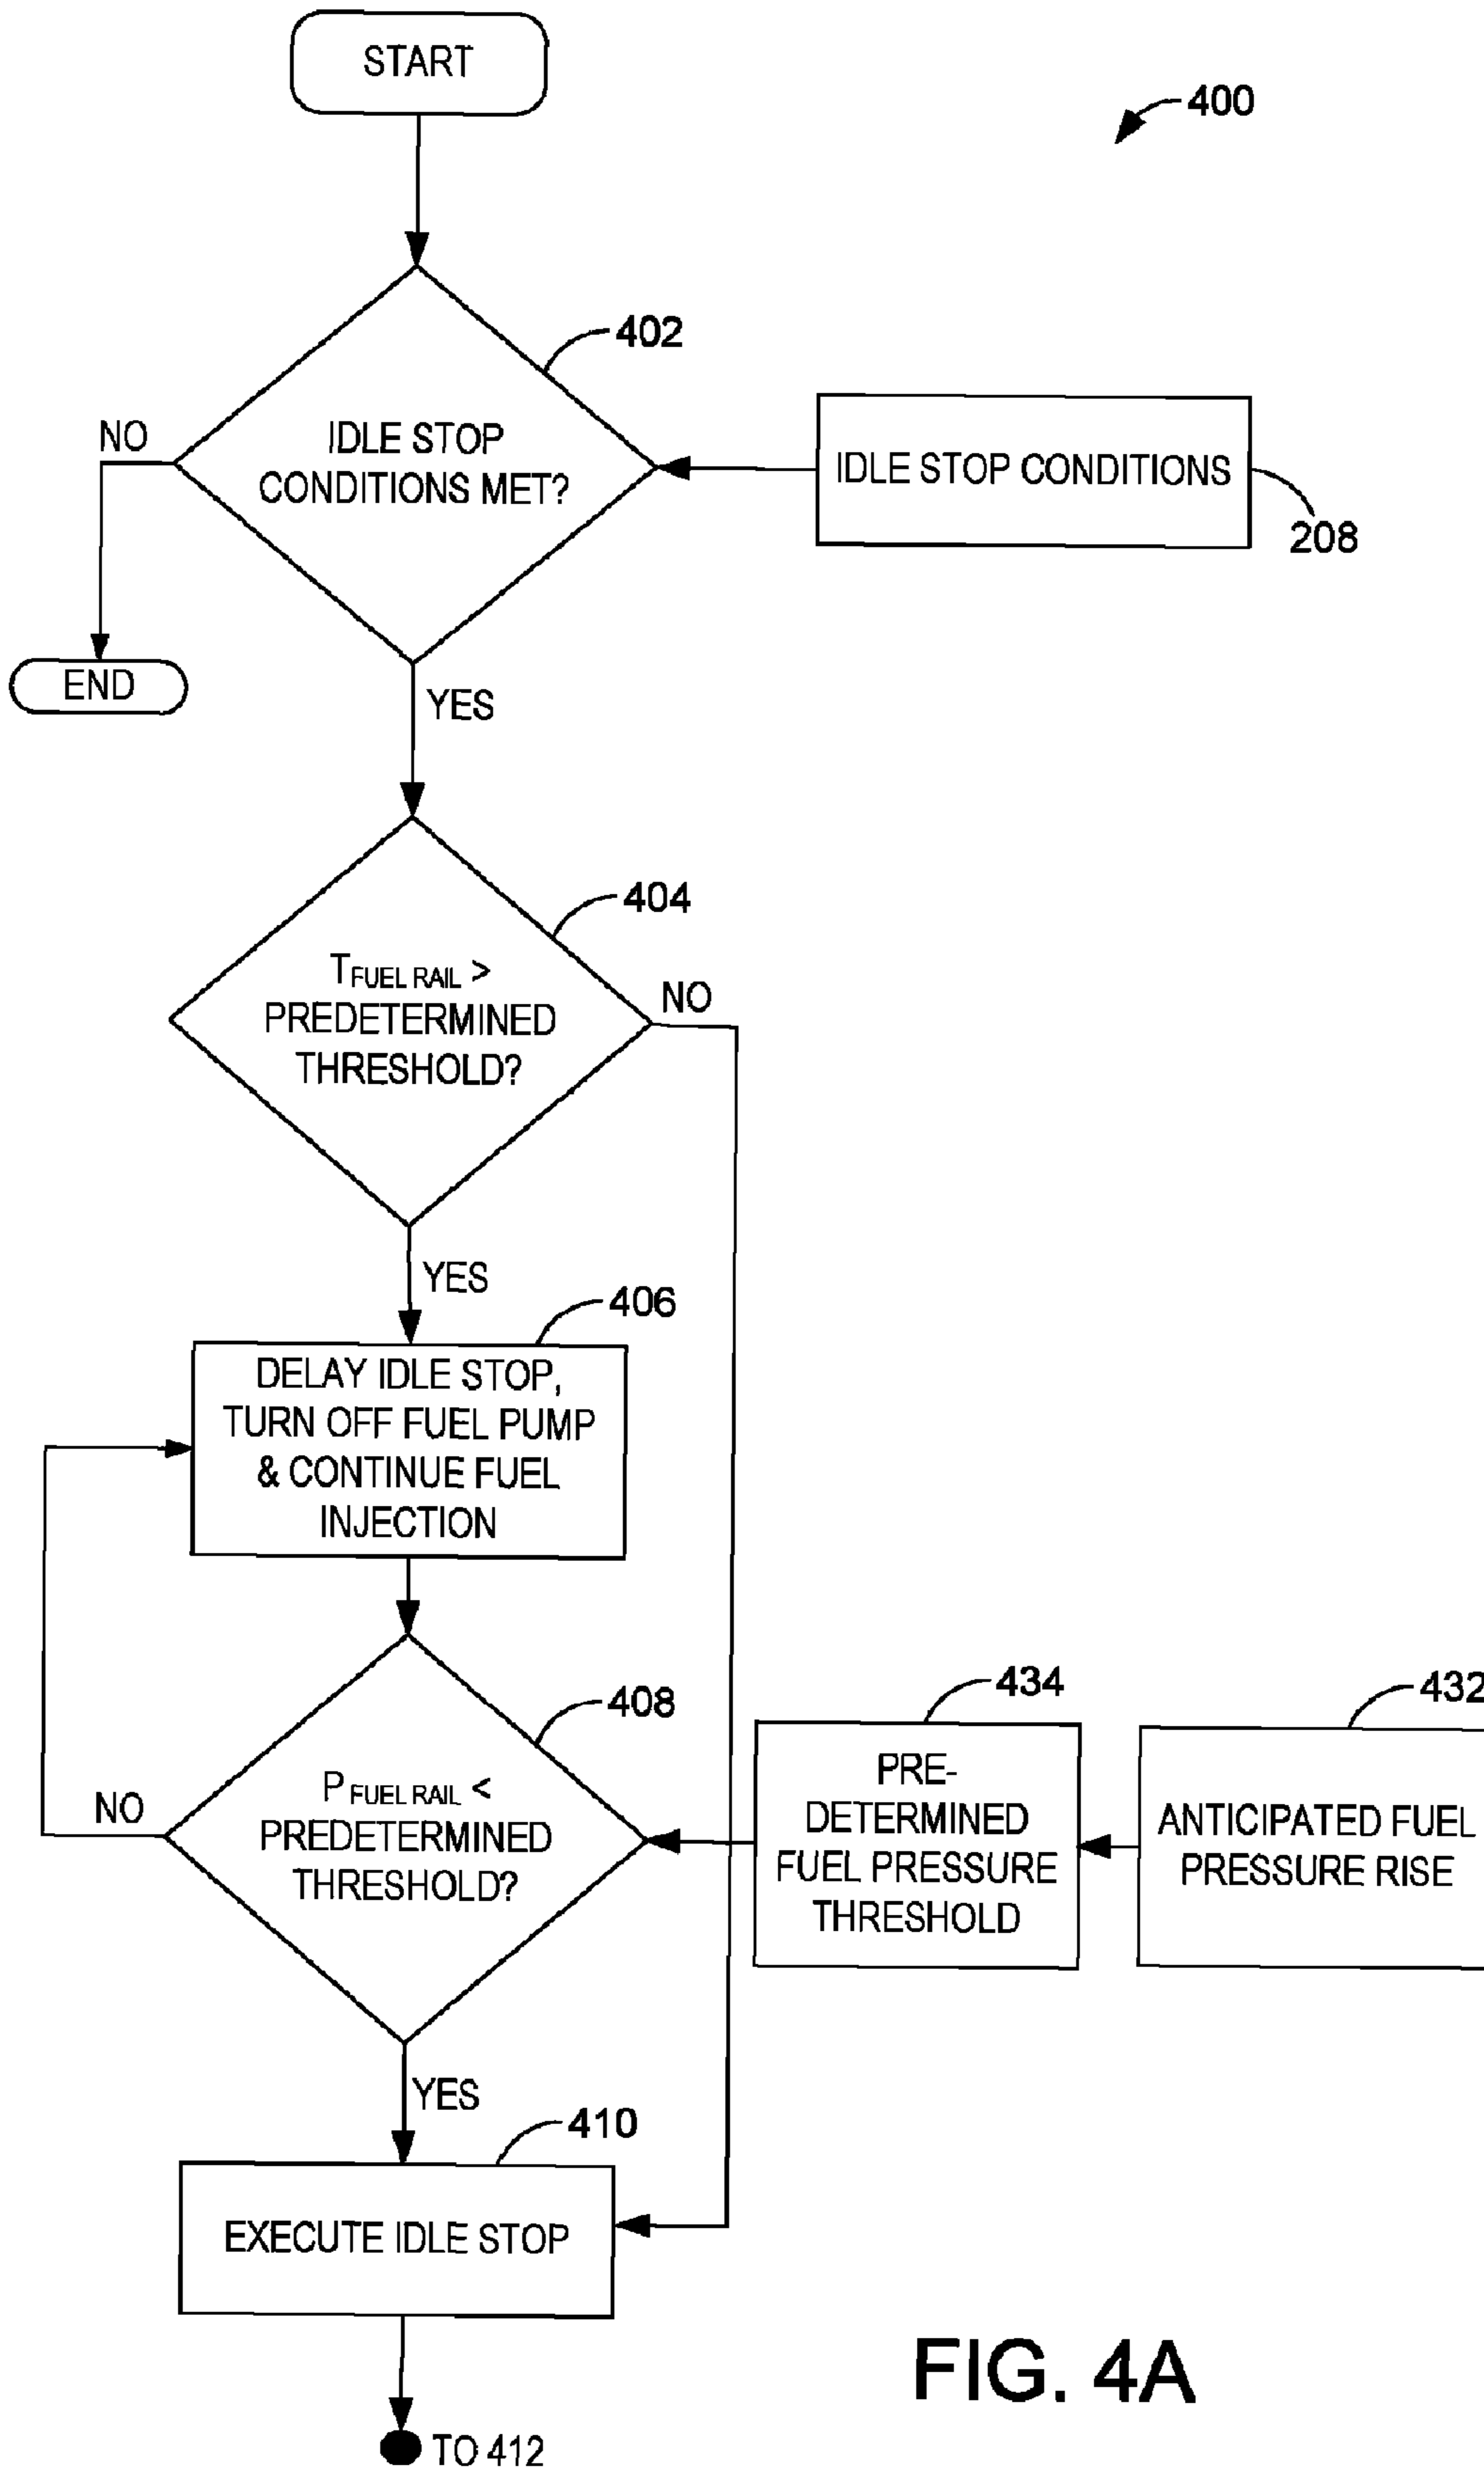 START
400
402
NO
IDLE STOP
CONDITIONS MET?
IDLE STOP CONDITIONS
208
END
YES
404
T FUEL RAIL >
PREDETERMINED
THRESHOLD?
NO
YES
406
DELAY IDLE STOP,
TURN OFF FUEL PUMP
& CONTINUE FUEL
INJECTION
408
434
432
P FUEL RAIL <
PREDETERMINED
THRESHOLD?
NO
PRE-
DETERMINED
FUEL PRESSURE
THRESHOLD
ANTICIPATED FUEL
PRESSURE RISE
YES
410
EXECUTE IDLE STOP
FIG. 4A
TO 412